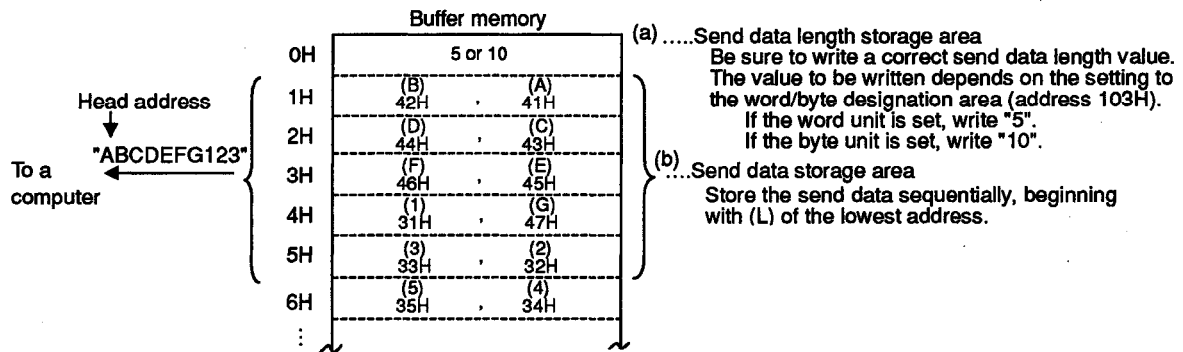 Buffer memory
0H 5 or 10
(a) .....Send data length storage area
Be sure to write a correct send data length value.
The value to be written depends on the setting to
the word/byte designation area (address 103H).
If the word unit is set, write "5".
If the byte unit is set, write "10".
(B) (A)
1H 42H , 41H
Head address
(D) (C)
2H 44H , 43H
"ABCDEFG123"
To a
computer
(F) (E)
3H 46H , 45H
(b) ....Send data storage area
Store the send data sequentially, beginning
with (L) of the lowest address.
(1) (G)
4H 31H , 47H
(3) (2)
5H 33H , 32H
(5) (4)
6H 35H , 34H